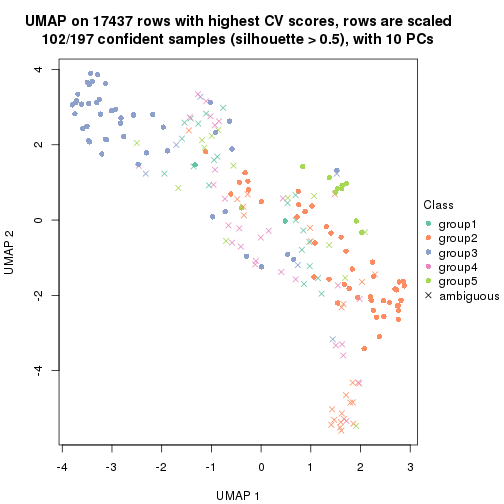 UMAP on 17437 rows with highest CV scores, rows are scaled
102/197 confident samples (silhouette > 0.5), with 10 PCs
4
2
0
-2
-4
UMAP 2
-4
-3
-2
-1
0
1
2
3
UMAP 1
Class
group1
group2
group3
group4
group5
ambiguous